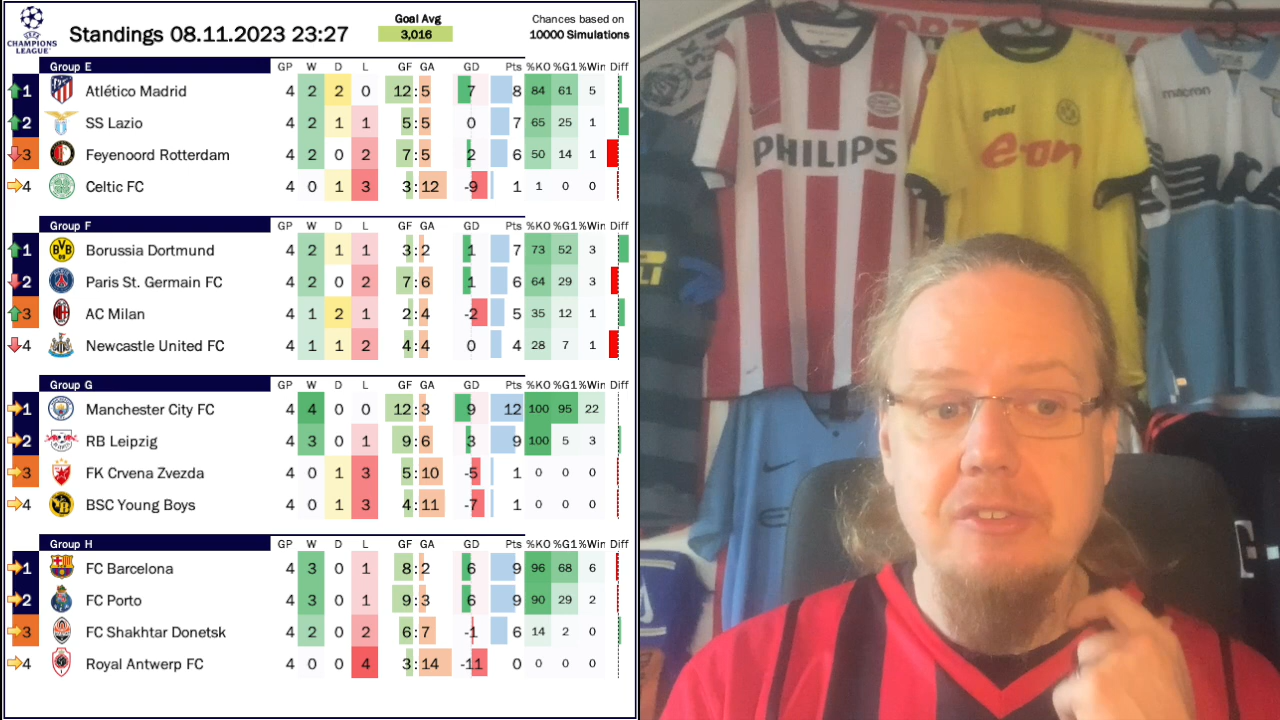 UEFA
CHAMPIONS
LEAGUE
Standings 08.11.2023 23:27
Goal Avg
3,016
Chances based on
10000 Simulations
Group E GP W D L GF GA GD Pts %KO %G1 %Win Diff
1 Atlético Madrid 4 2 2 0 12 : 5 7 8 84 61 5
2 SS Lazio 4 2 1 1 5 : 5 0 7 65 25 1
3 Feyenoord Rotterdam 4 2 0 2 7 : 5 2 6 50 14 1
4 Celtic FC 4 0 1 3 3 : 12 -9 1 1 0 0
Group F GP W D L GF GA GD Pts %KO %G1 %Win Diff
1 Borussia Dortmund 4 2 1 1 3 : 2 1 7 73 52 3
2 Paris St. Germain FC 4 2 0 2 7 : 6 1 6 64 29 3
3 AC Milan 4 1 2 1 2 : 4 -2 5 35 12 1
4 Newcastle United FC 4 1 1 2 4 : 4 0 4 28 7 1
Group G GP W D L GF GA GD Pts %KO %G1 %Win Diff
1 Manchester City FC 4 4 0 0 12 : 3 9 12 100 95 22
2 RB Leipzig 4 3 0 1 9 : 6 3 9 100 5 3
3 FK Crvena Zvezda 4 0 1 3 5 : 10 -5 1 0 0 0
4 BSC Young Boys 4 0 1 3 4 : 11 -7 1 0 0 0
Group H GP W D L GF GA GD Pts %KO %G1 %Win Diff
1 FC Barcelona 4 3 0 1 8 : 2 6 9 96 68 6
2 FC Porto 4 3 0 1 9 : 3 6 9 90 29 2
3 FC Shakhtar Donetsk 4 2 0 2 6 : 7 -1 6 14 2 0
4 Royal Antwerp FC 4 0 0 4 3 : 14 -11 0 0 0 0
PHILIPS
goool
e·on
macron